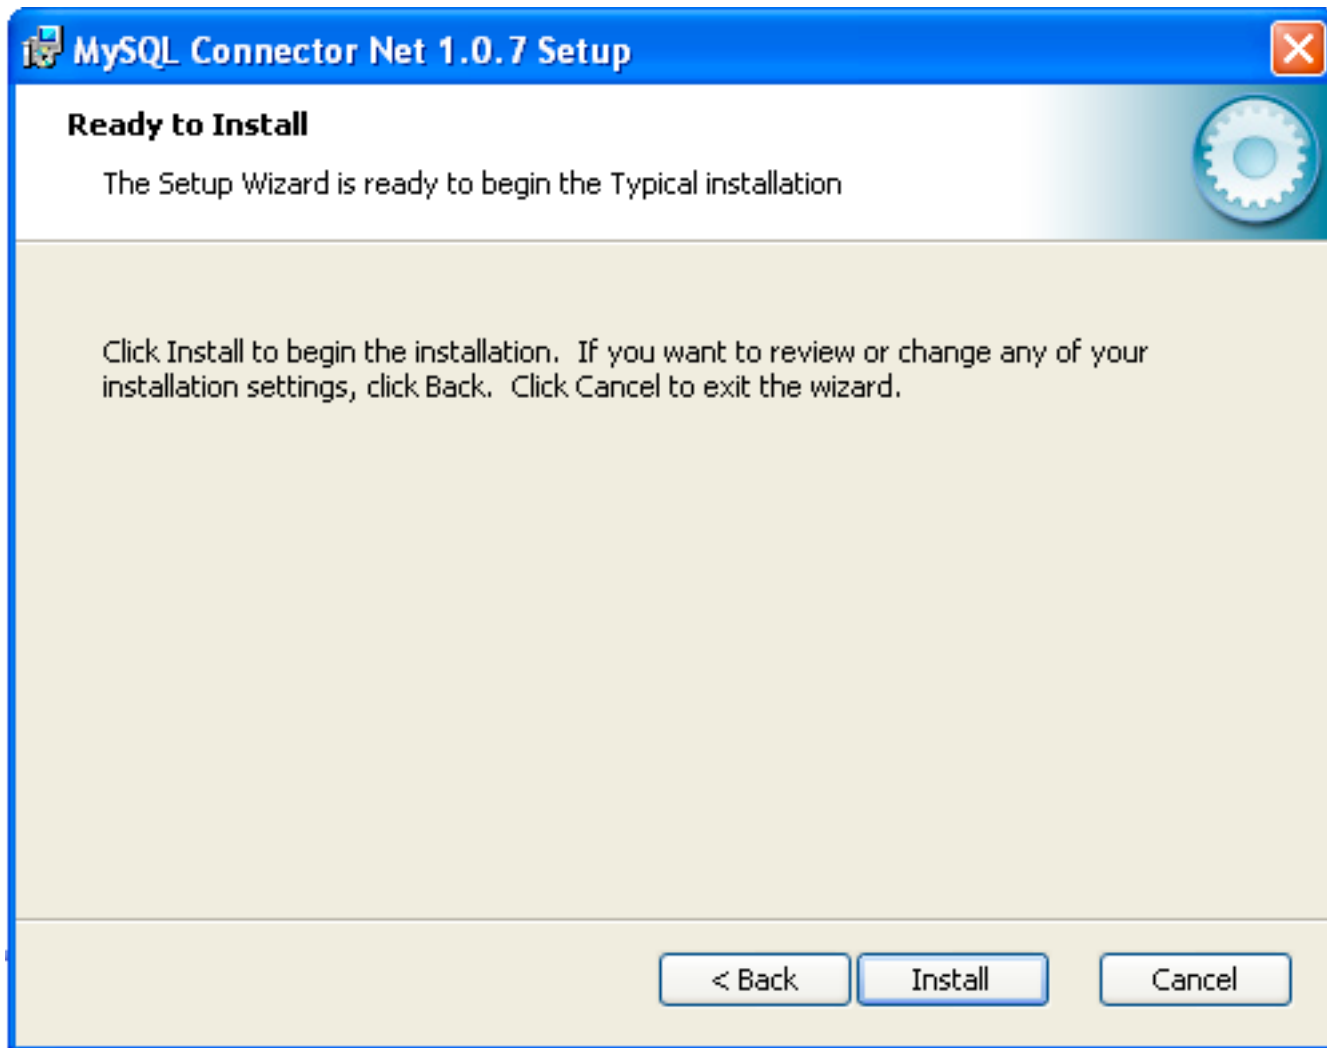 MySQL Connector Net 1.0.7 Setup
Ready to Install
The Setup Wizard is ready to begin the Typical installation
Click Install to begin the installation.  If you want to review or change any of your
installation settings, click Back.  Click Cancel to exit the wizard.
< Back
Install
Cancel